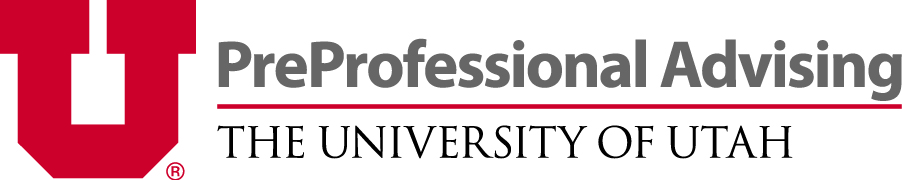 U®
PreProfessional Advising
THE UNIVERSITY OF UTAH